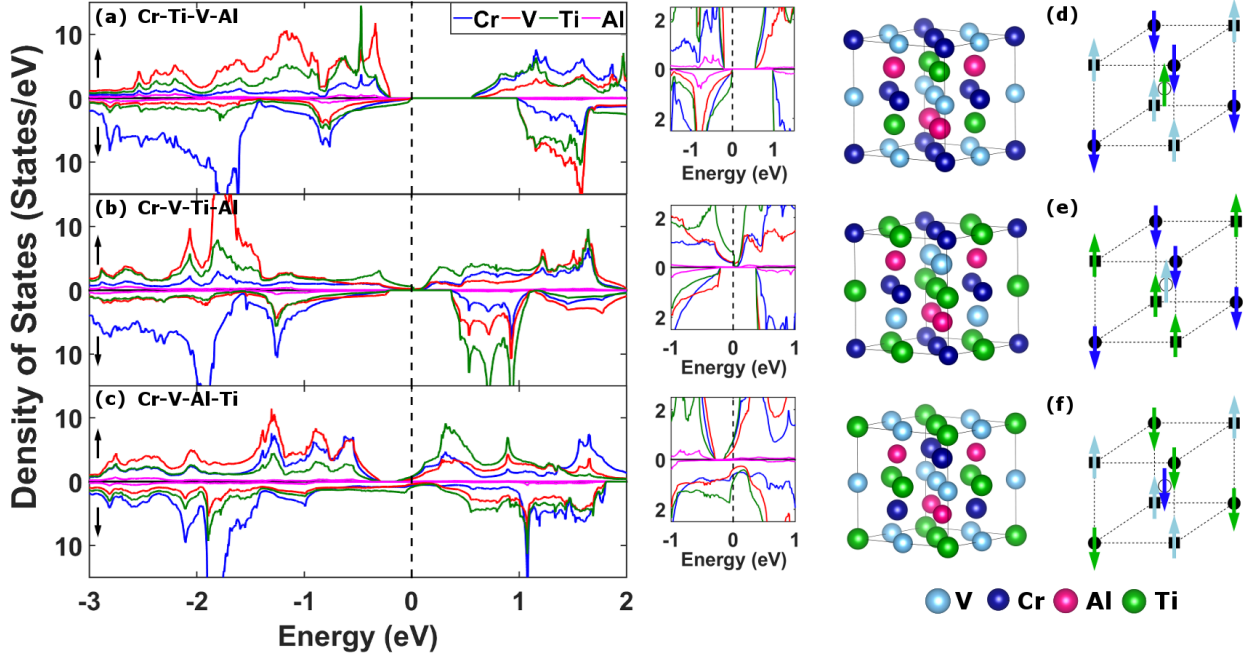 Density of States (States/eV)
(a) Cr-Ti-V-Al
Cr V Ti Al
10
0
10
(b) Cr-V-Ti-Al
10
0
10
(c) Cr-V-Al-Ti
10
0
10
-3 -2 -1 0 1 2
Energy (eV)
2
0
2
-1 0 1
Energy (eV)
2
0
2
-1 0 1
Energy (eV)
2
0
2
-1 0 1
Energy (eV)
(d)
(e)
(f)
V Cr Al Ti